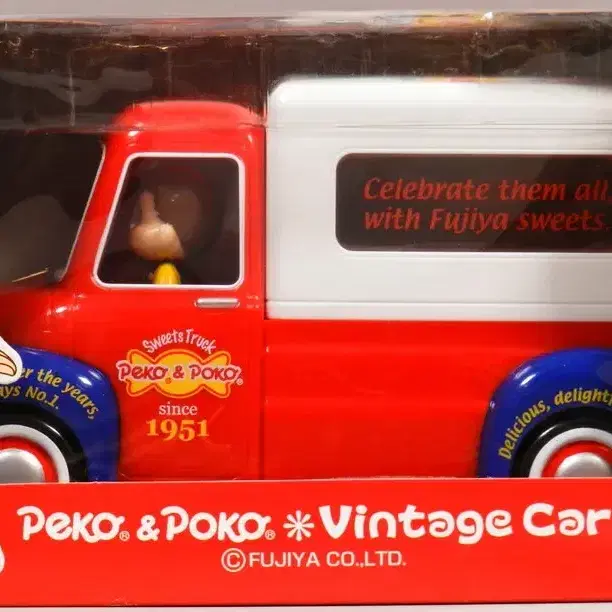 Celebrate them all
with Fujiya sweets.
Sweets Truck
Peko® & Poko®
since
1951
er the years,
ays No.1.
Delicious, delight
Peko® & Poko® * Vintage Car
© FUJIYA CO.,LTD.